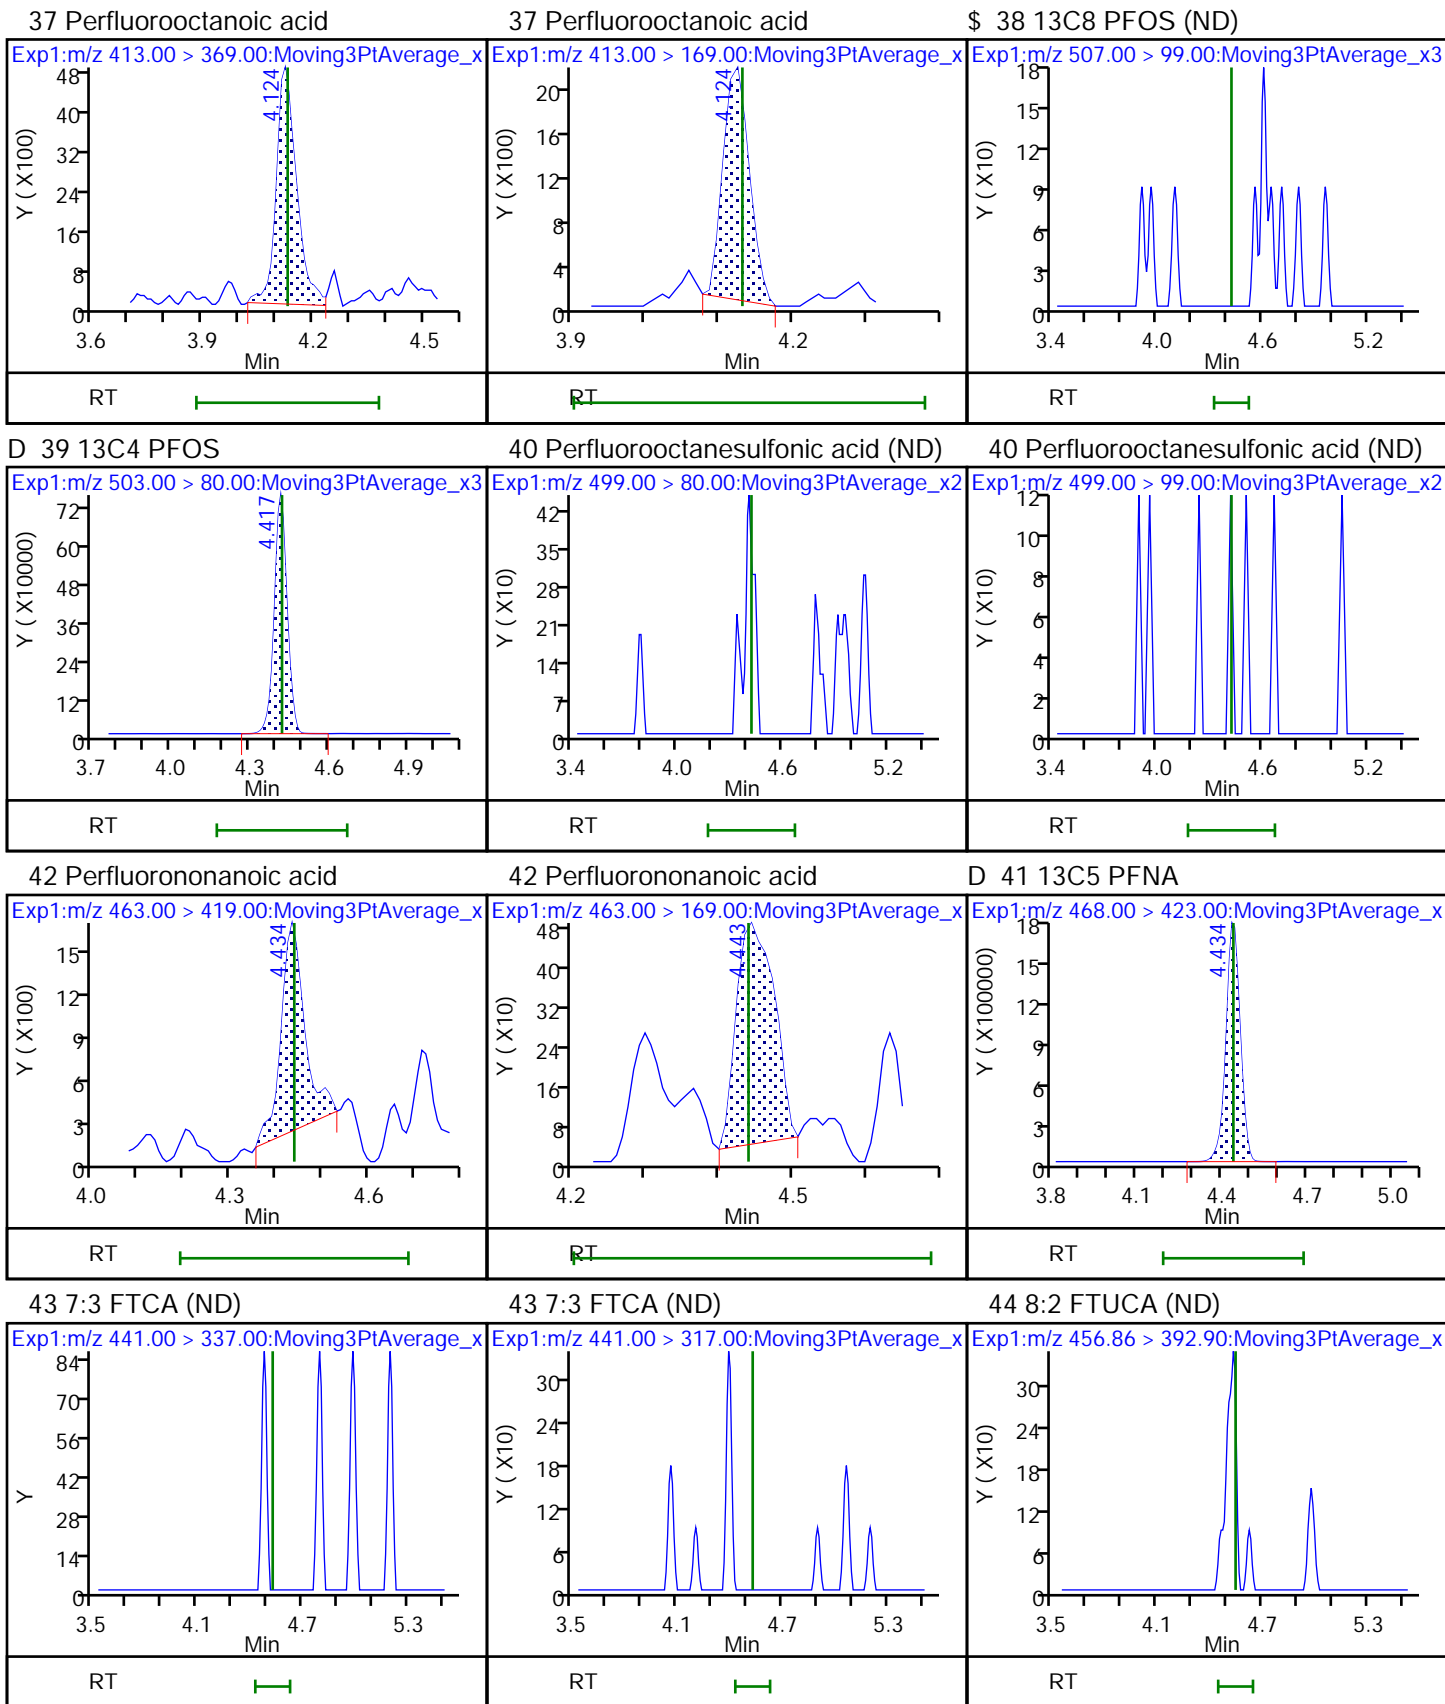 37 Perfluorooctanoic acid
37 Perfluorooctanoic acid
$ 38 13C8 PFOS (ND)
Exp1:m/z 413.00 > 369.00:Moving3PtAverage_x
Exp1:m/z 413.00 > 169.00:Moving3PtAverage_x
Exp1:m/z 507.00 > 99.00:Moving3PtAverage_x3
4.124
48
40
32
24
16
8
0
Y ( X100)
3.6 3.9 4.2 4.5
Min
RT
4.124
20
16
12
8
4
0
Y ( X100)
3.9 4.2
Min
RT
18
15
12
9
6
3
0
Y ( X10)
3.4 4.0 4.6 5.2
Min
RT
D 39 13C4 PFOS
40 Perfluorooctanesulfonic acid (ND)
40 Perfluorooctanesulfonic acid (ND)
Exp1:m/z 503.00 > 80.00:Moving3PtAverage_x3
Exp1:m/z 499.00 > 80.00:Moving3PtAverage_x2
Exp1:m/z 499.00 > 99.00:Moving3PtAverage_x2
4.417
72
60
48
36
24
12
0
Y ( X10000)
3.7 4.0 4.3 4.6 4.9
Min
RT
42
35
28
21
14
7
0
Y ( X10)
3.4 4.0 4.6 5.2
Min
RT
12
10
8
6
4
2
0
Y ( X10)
3.4 4.0 4.6 5.2
Min
RT
42 Perfluorononanoic acid
42 Perfluorononanoic acid
D 41 13C5 PFNA
Exp1:m/z 463.00 > 419.00:Moving3PtAverage_x
Exp1:m/z 463.00 > 169.00:Moving3PtAverage_x
Exp1:m/z 468.00 > 423.00:Moving3PtAverage_x
4.434
15
12
9
6
3
0
Y ( X100)
4.0 4.3 4.6
Min
RT
4.443
48
40
32
24
16
8
0
Y ( X10)
4.2 4.5
Min
RT
4.434
18
15
12
9
6
3
0
Y ( X100000)
3.8 4.1 4.4 4.7 5.0
Min
RT
43 7:3 FTCA (ND)
43 7:3 FTCA (ND)
44 8:2 FTUCA (ND)
Exp1:m/z 441.00 > 337.00:Moving3PtAverage_x
Exp1:m/z 441.00 > 317.00:Moving3PtAverage_x
Exp1:m/z 456.86 > 392.90:Moving3PtAverage_x
84
70
56
42
28
14
0
Y
3.5 4.1 4.7 5.3
Min
RT
30
24
18
12
6
0
Y ( X10)
3.5 4.1 4.7 5.3
Min
RT
30
24
18
12
6
0
Y ( X10)
3.5 4.1 4.7 5.3
Min
RT